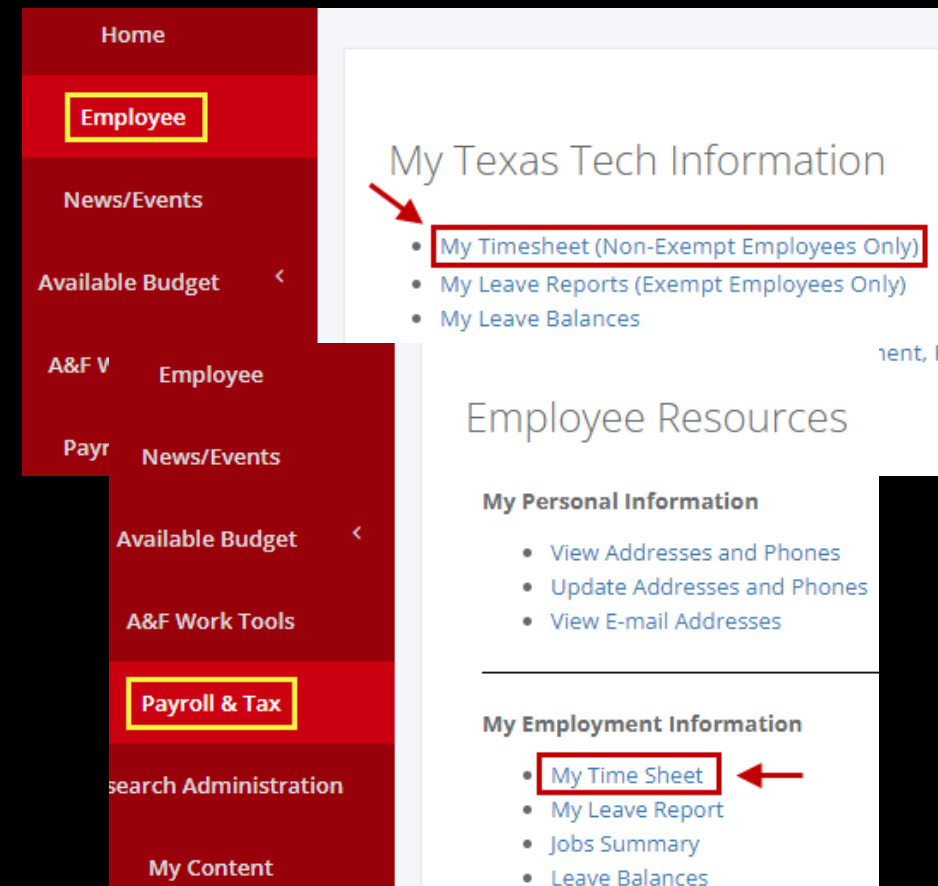 Home
Employee
News/Events
Available Budget <
A&F
Payr
My Texas Tech Information
My Timesheet (Non-Exempt Employees Only)
My Leave Reports (Exempt Employees Only)
My Leave Balances
Employee
News/Events
Available Budget <
A&F Work Tools
Payroll & Tax
search Administration
My Content
Employee Resources
My Personal Information
View Addresses and Phones
Update Addresses and Phones
View E-mail Addresses
My Employment Information
My Time Sheet
My Leave Report
Jobs Summary
Leave Balances